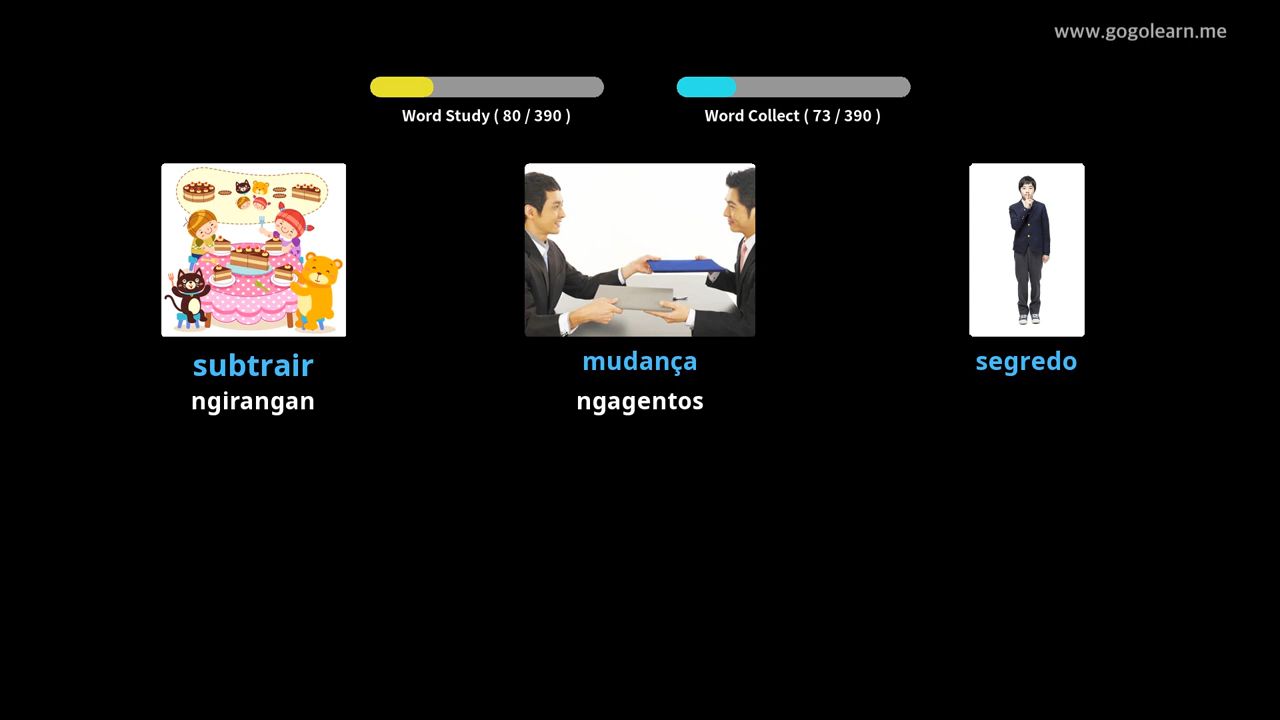 www.gogolearn.me
Word Study ( 80 / 390 )
Word Collect ( 73 / 390 )
subtrair
mudança
segredo
ngirangan
ngagentos